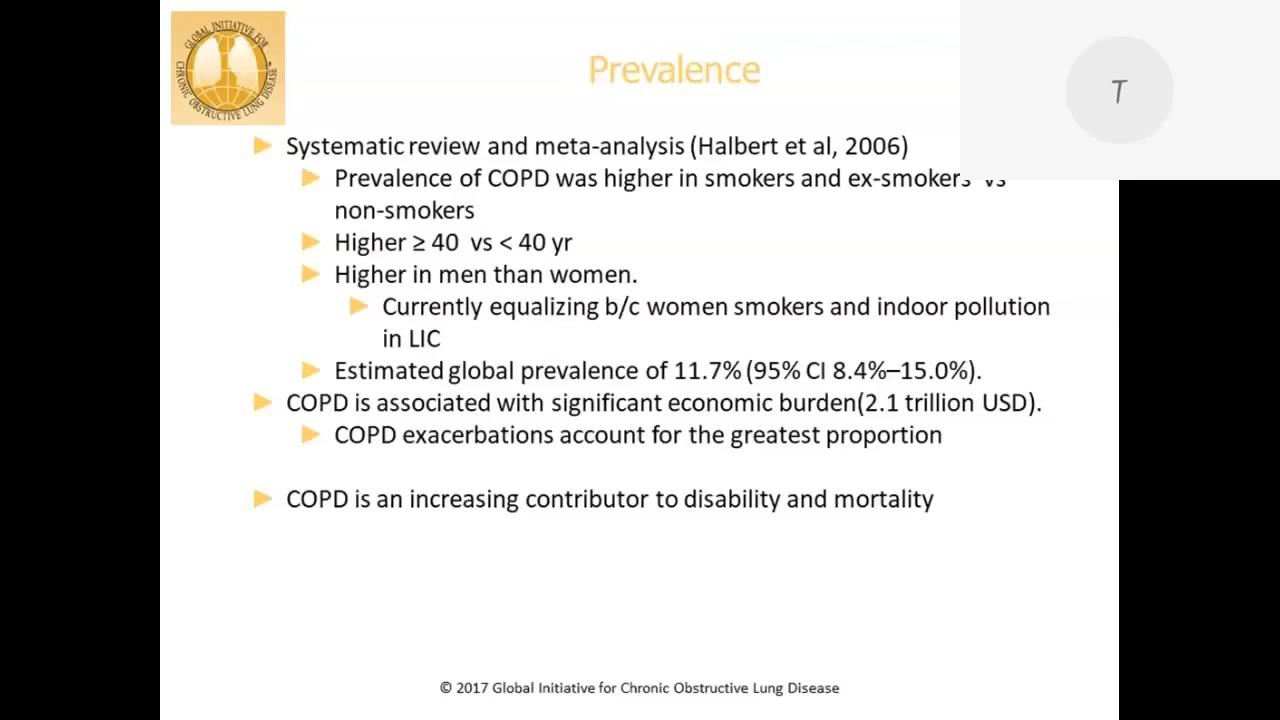 GLOBAL INITIATIVE FOR
CHRONIC OBSTRUCTIVE LUNG DISEASE
Prevalence
T
Systematic review and meta-analysis (Halbert et al, 2006)
Prevalence of COPD was higher in smokers and ex-smokers vs
non-smokers
Higher ≥ 40 vs < 40 yr
Higher in men than women.
Currently equalizing b/c women smokers and indoor pollution
in LIC
Estimated global prevalence of 11.7% (95% CI 8.4%–15.0%).
COPD is associated with significant economic burden(2.1 trillion USD).
COPD exacerbations account for the greatest proportion
COPD is an increasing contributor to disability and mortality
© 2017 Global Initiative for Chronic Obstructive Lung Disease